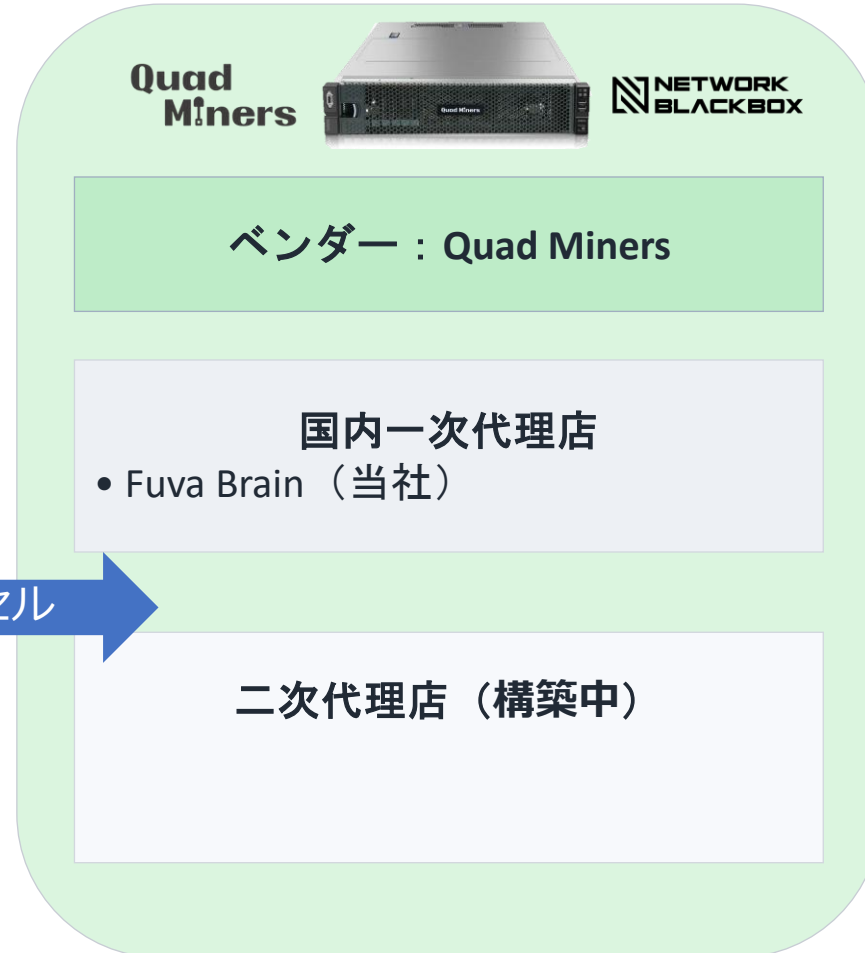 Quad
Miners
Quad Miners
NETWORK
BLACKBOX
ベンダー：Quad Miners
国内一次代理店
• Fuva Brain（当社）
セル
二次代理店（構築中）